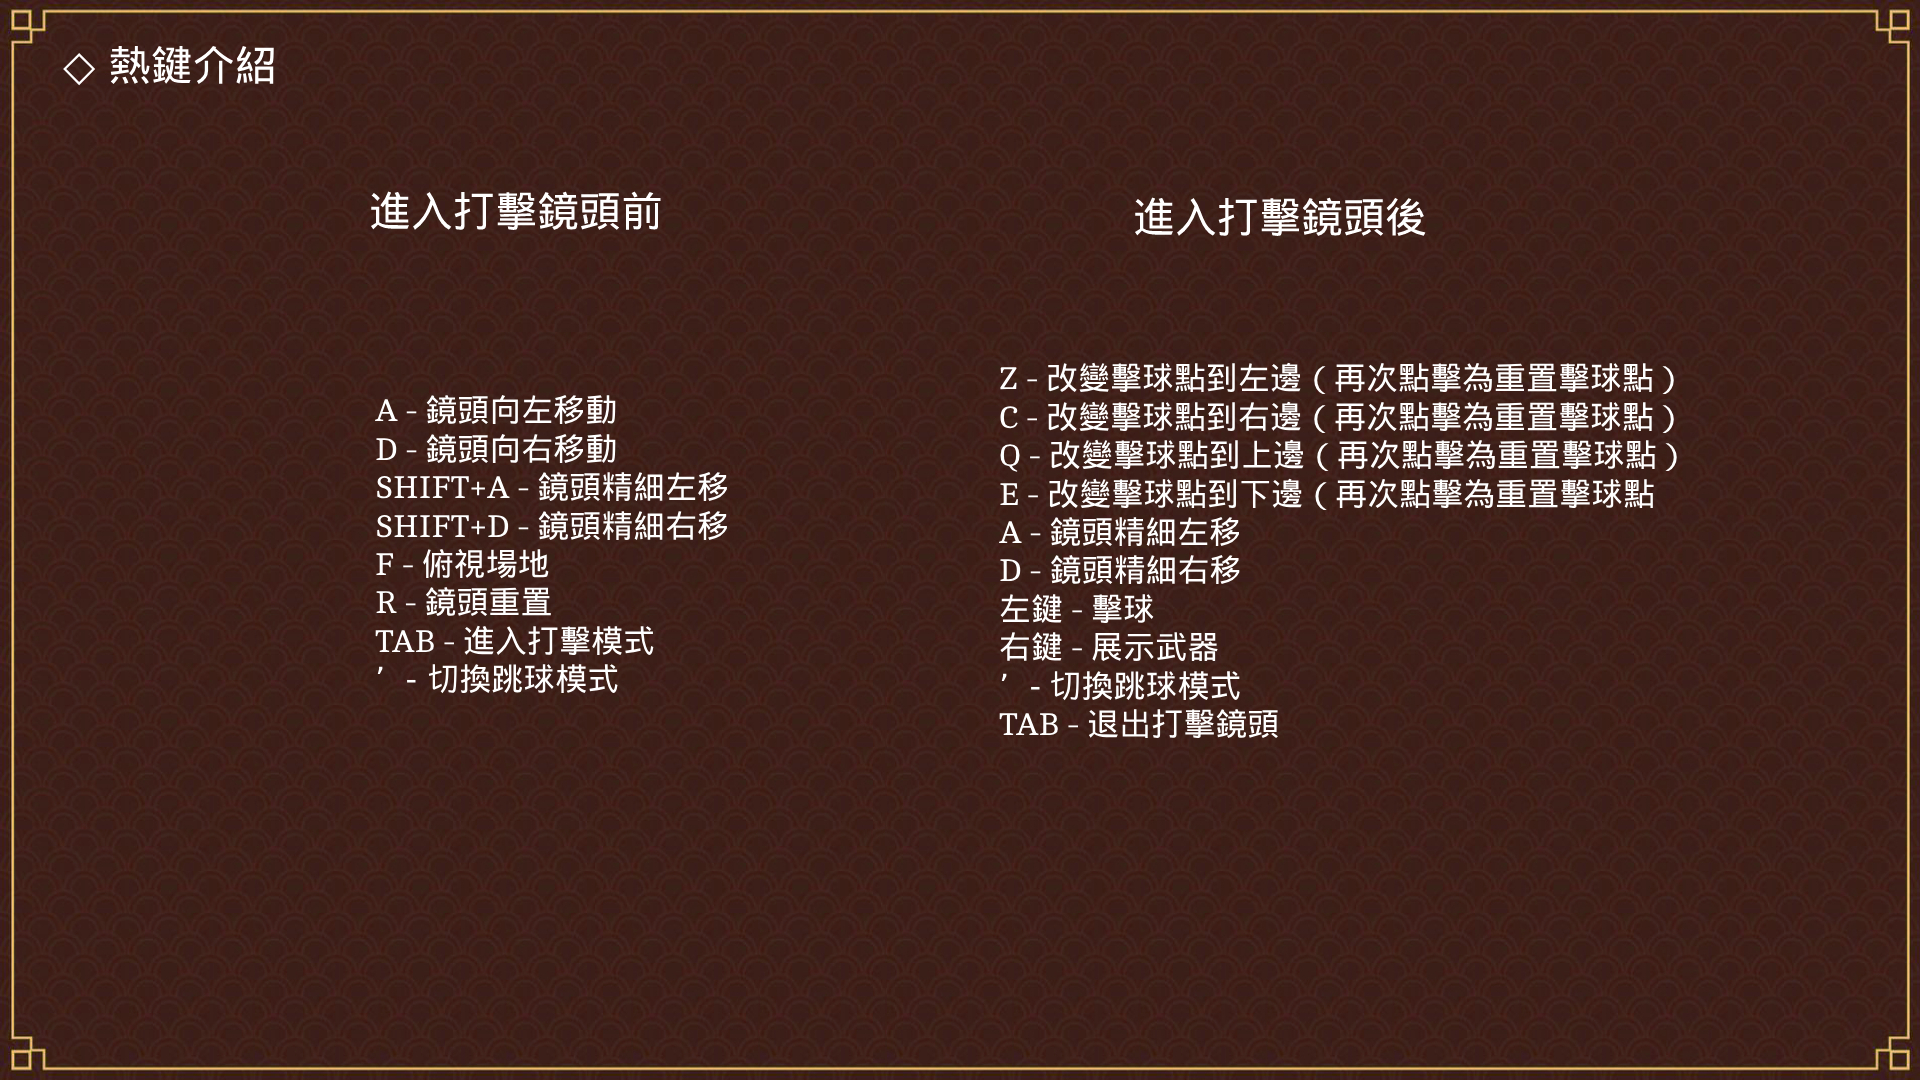 ◇ 熱鍵介紹
進入打擊鏡頭前
A - 鏡頭向左移動
D - 鏡頭向右移動
SHIFT+A - 鏡頭精細左移
SHIFT+D - 鏡頭精細右移
F - 俯視場地
R - 鏡頭重置
TAB - 進入打擊模式
’ - 切換跳球模式
進入打擊鏡頭後
Z - 改變擊球點到左邊（再次點擊為重置擊球點）
C - 改變擊球點到右邊（再次點擊為重置擊球點）
Q - 改變擊球點到上邊（再次點擊為重置擊球點）
E - 改變擊球點到下邊（再次點擊為重置擊球點
A - 鏡頭精細左移
D - 鏡頭精細右移
左鍵 - 擊球
右鍵 - 展示武器
’ - 切換跳球模式
TAB - 退出打擊鏡頭